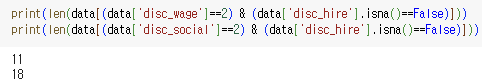 print(len(data[(data['disc_wage']==2) & (data['disc_hire'].isna()==False)]))
print(len(data[(data['disc_social']==2) & (data['disc_hire'].isna()==False)]))
11
18